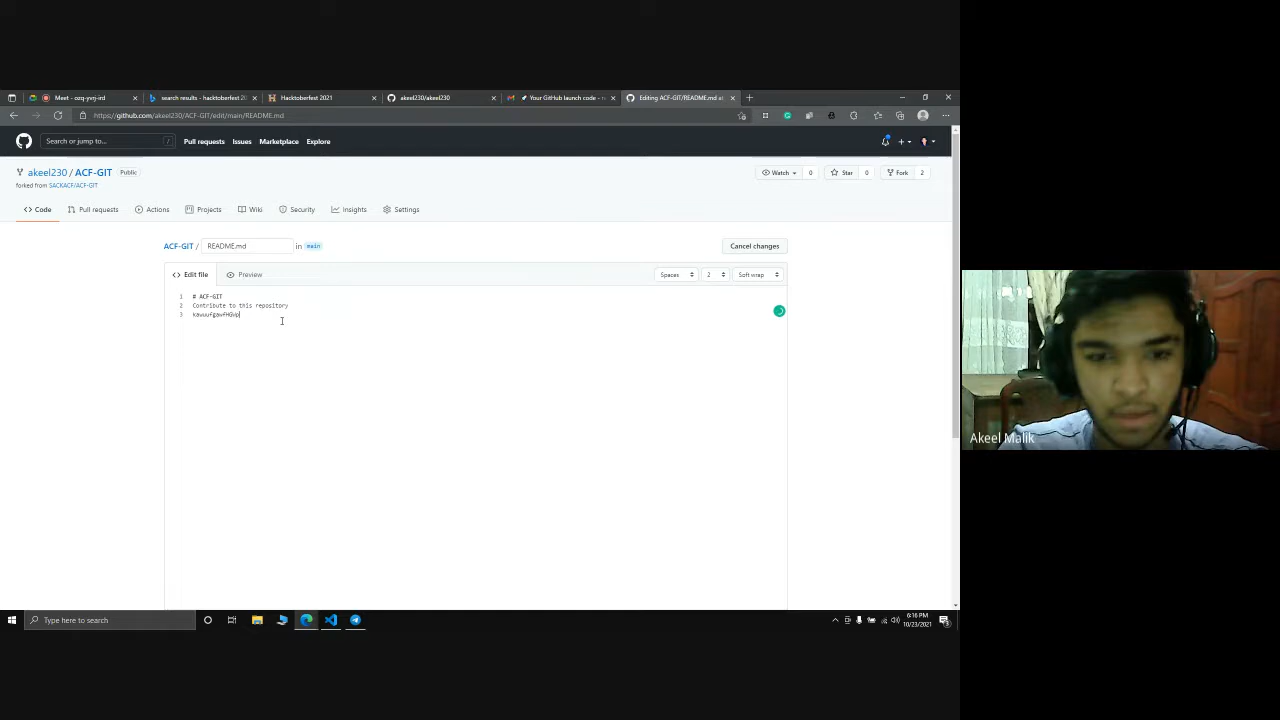 Meet - ozq-yvrj-ird
search results - hacktoberfest 20
Hacktoberfest 2021
akeel230/akeel230
Your GitHub launch code - n
Editing ACF-GIT/README.md at
https://github.com/akeel230/ACF-GIT/edit/main/README.md
Search or jump to... /
Pull requests Issues Marketplace Explore
akeel230 / ACF-GIT Public
forked from SACKACF/ACF-GIT
Watch 0 Star 0 Fork 2
Code Pull requests Actions Projects Wiki Security Insights Settings
ACF-GIT / README.md in main Cancel changes
Edit file Preview Spaces 2 Soft wrap
1 # ACF-GIT
2 Contribute to this repository
3
Akeel Malik
Type here to search
6:16 PM
10/23/2021